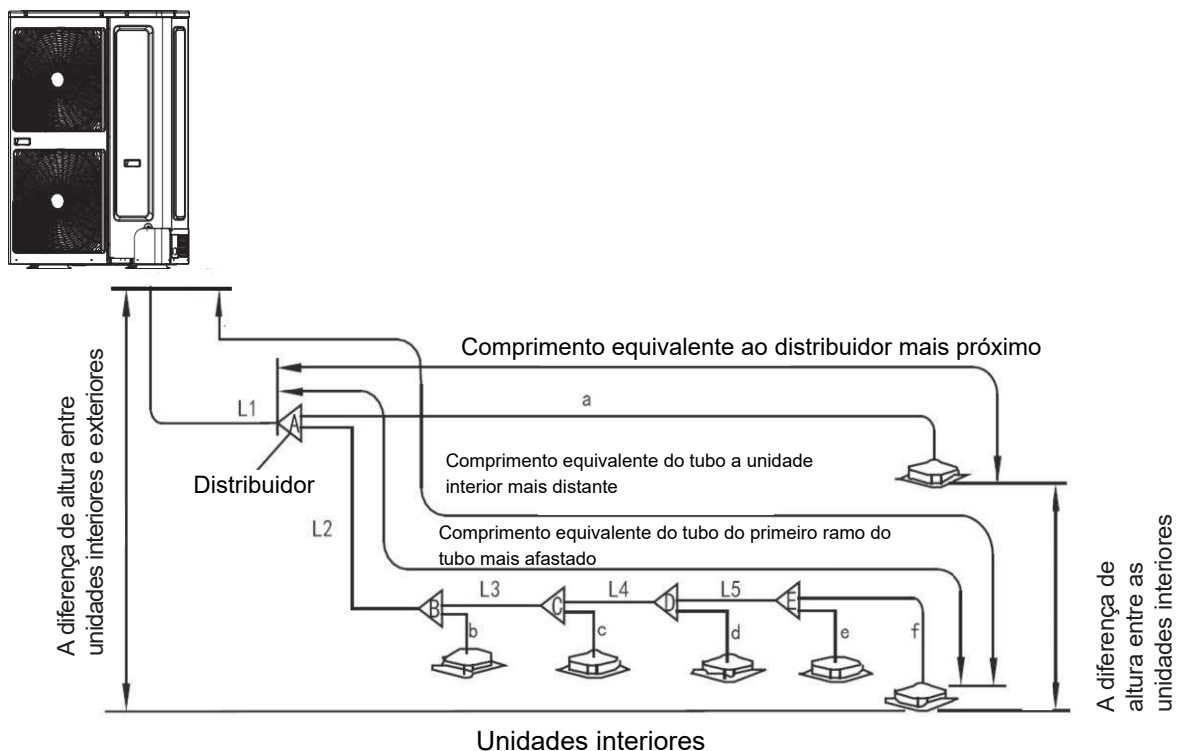 Comprimento equivalente ao distribuidor mais próximo
A diferença de altura entre
unidades interiores e exteriores
L1
A
a
Distribuidor
Comprimento equivalente do tubo a unidade
interior mais distante
L2
Comprimento equivalente do tubo do primeiro ramo do
tubo mais afastado
L3
L4
L5
B
C
D
E
b
c
d
e
f
A diferença de
altura entre as
unidades interiores
Unidades interiores